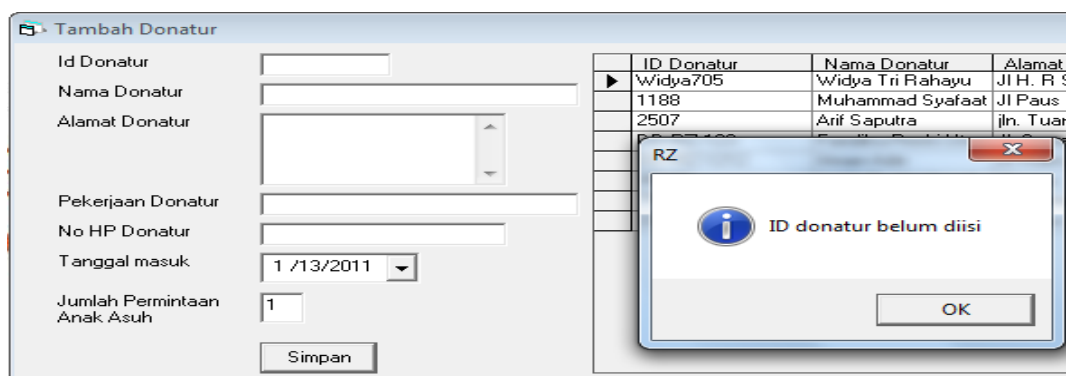 Tambah Donatur
Id Donatur
Nama Donatur
Alamat Donatur
Pekerjaan Donatur
No HP Donatur
Tanggal masuk
1 /13/2011
Jumlah Permintaan
Anak Asuh
1
Simpan
ID Donatur Nama Donatur Alamat
Widya705 Widya Tri Rahayu Jl H. R
1188 Muhammad Syafaat Jl Paus
2507 Arif Saputra jln. Tuar
RZ
ID donatur belum diisi
OK